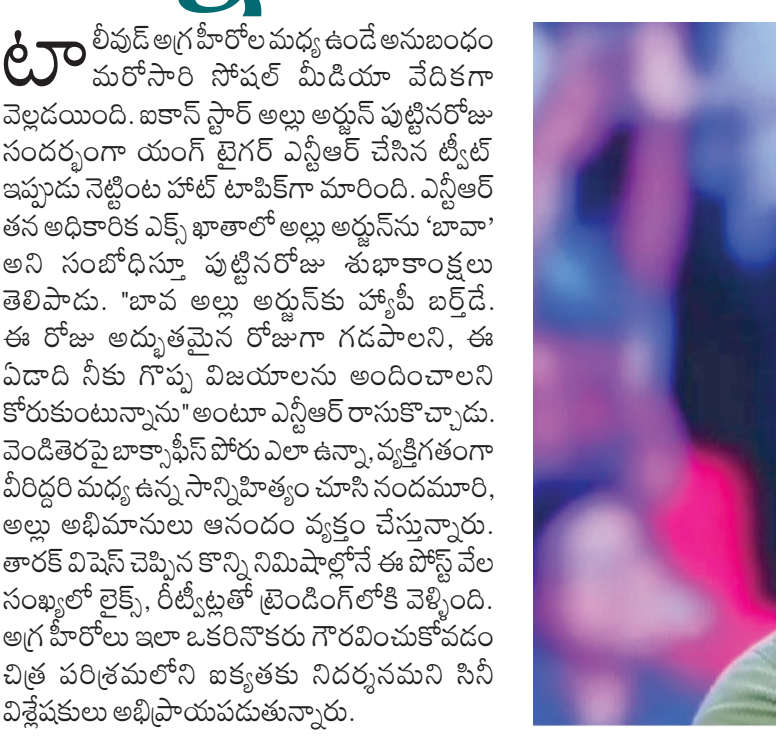 టాలీవుడ్ అగ్ర హీరోల మధ్య ఉండే అనుబంధం
మరోసారి సోషల్ మీడియా వేదికగా
వెల్లడయింది. ఐకాన్ స్టార్ అల్లు అర్జున్ పుట్టినరోజు
సందర్భంగా యంగ్ టైగర్ ఎన్టీఆర్ చేసిన ట్వీట్
ఇప్పుడు నెట్టింట హాట్ టాపిక్‌గా మారింది. ఎన్టీఆర్
తన అధికారిక ఎక్స్ ఖాతాలో అల్లు అర్జున్‌ను ‘బావా’
అని సంబోధిస్తూ పుట్టినరోజు శుభాకాంక్షలు
తెలిపాడు. "బావ అల్లు అర్జున్‌కు హ్యాపీ బర్త్‌డే.
ఈ రోజు అద్భుతమైన రోజుగా గడపాలని, ఈ
ఏడాది నీకు గొప్ప విజయాలను అందించాలని
కోరుకుంటున్నాను" అంటూ ఎన్టీఆర్ రాసుకొచ్చాడు.
వెండితెరపై బాక్సాఫీస్ పోరు ఎలా ఉన్నా, వ్యక్తిగతంగా
వీరిద్దరి మధ్య ఉన్న సాన్నిహిత్యం చూసి నందమూరి,
అల్లు అభిమానులు ఆనందం వ్యక్తం చేస్తున్నారు.
తారక్ విషెస్ చెప్పిన కొన్ని నిమిషాల్లోనే ఈ పోస్ట్ వేల
సంఖ్యలో లైక్స్, రీట్వీట్లతో ట్రెండింగ్‌లోకి వెళ్ళింది.
అగ్ర హీరోలు ఇలా ఒకరినొకరు గౌరవించుకోవడం
చిత్ర పరిశ్రమలోని ఐక్యతకు నిదర్శనమని సినీ
విశ్లేషకులు అభిప్రాయపడుతున్నారు.